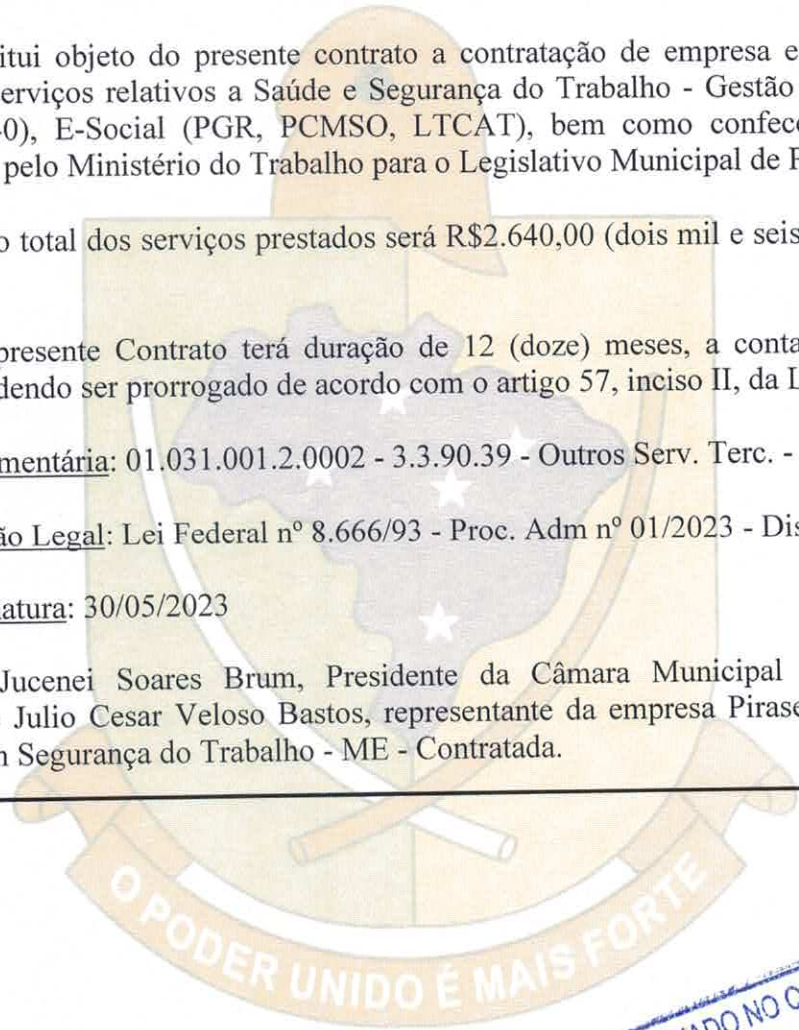 itui objeto do presente contrato a contratação de empresa e
erviços relativos a Saúde e Segurança do Trabalho - Gestão
-0), E-Social (PGR, PCMSO, LTCAT), bem como confec
pelo Ministério do Trabalho para o Legislativo Municipal de
o total dos serviços prestados será R$2.640,00 (dois mil e seis
presente Contrato terá duração de 12 (doze) meses, a conta
dendo ser prorrogado de acordo com o artigo 57, inciso II, da L
mentária: 01.031.001.2.0002 - 3.3.90.39 - Outros Serv. Terc. -
ão Legal: Lei Federal nº 8.666/93 - Proc. Adm nº 01/2023 - Dis
atura: 30/05/2023
Jucenei Soares Brum, Presidente da Câmara Municipal
Julio Cesar Veloso Bastos, representante da empresa Pirase
Segurança do Trabalho - ME - Contratada.
O PODER UNIDO É MAIS FORTE
ADO NO